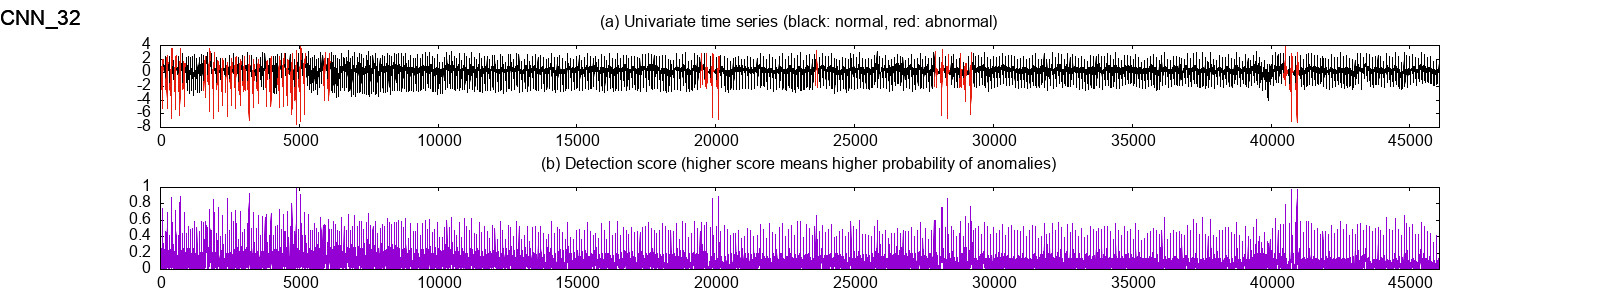 CNN_32
(a) Univariate time series (black: normal, red: abnormal)
4
2
0
-2
-4
-6
-8
0 5000 10000 15000 20000 25000 30000 35000 40000 45000
(b) Detection score (higher score means higher probability of anomalies)
1
0.8
0.6
0.4
0.2
0
0 5000 10000 15000 20000 25000 30000 35000 40000 45000